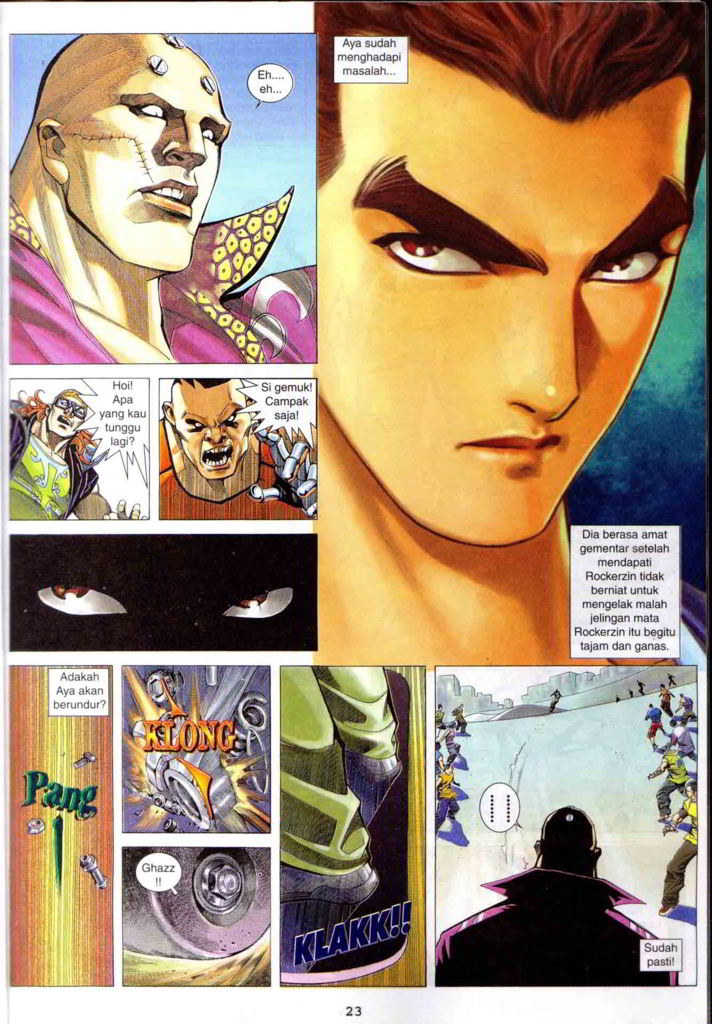 Eh....
eh...
Aya sudah
menghadapi
masalah...
Hoi!
Apa
yang kau
tunggu
lagi?
Si gemuk!
Campak
saja!
Dia berasa amat
gementar setelah
mendapati
Rockerzin tidak
berniat untuk
mengelak malah
jelingan mata
Rockerzin itu begitu
tajam dan ganas.
Adakah
Aya akan
berundur?
Pang
!
KLONG
Ghazz
!!
KLAKK!!
!!
Sudah
pasti!
23